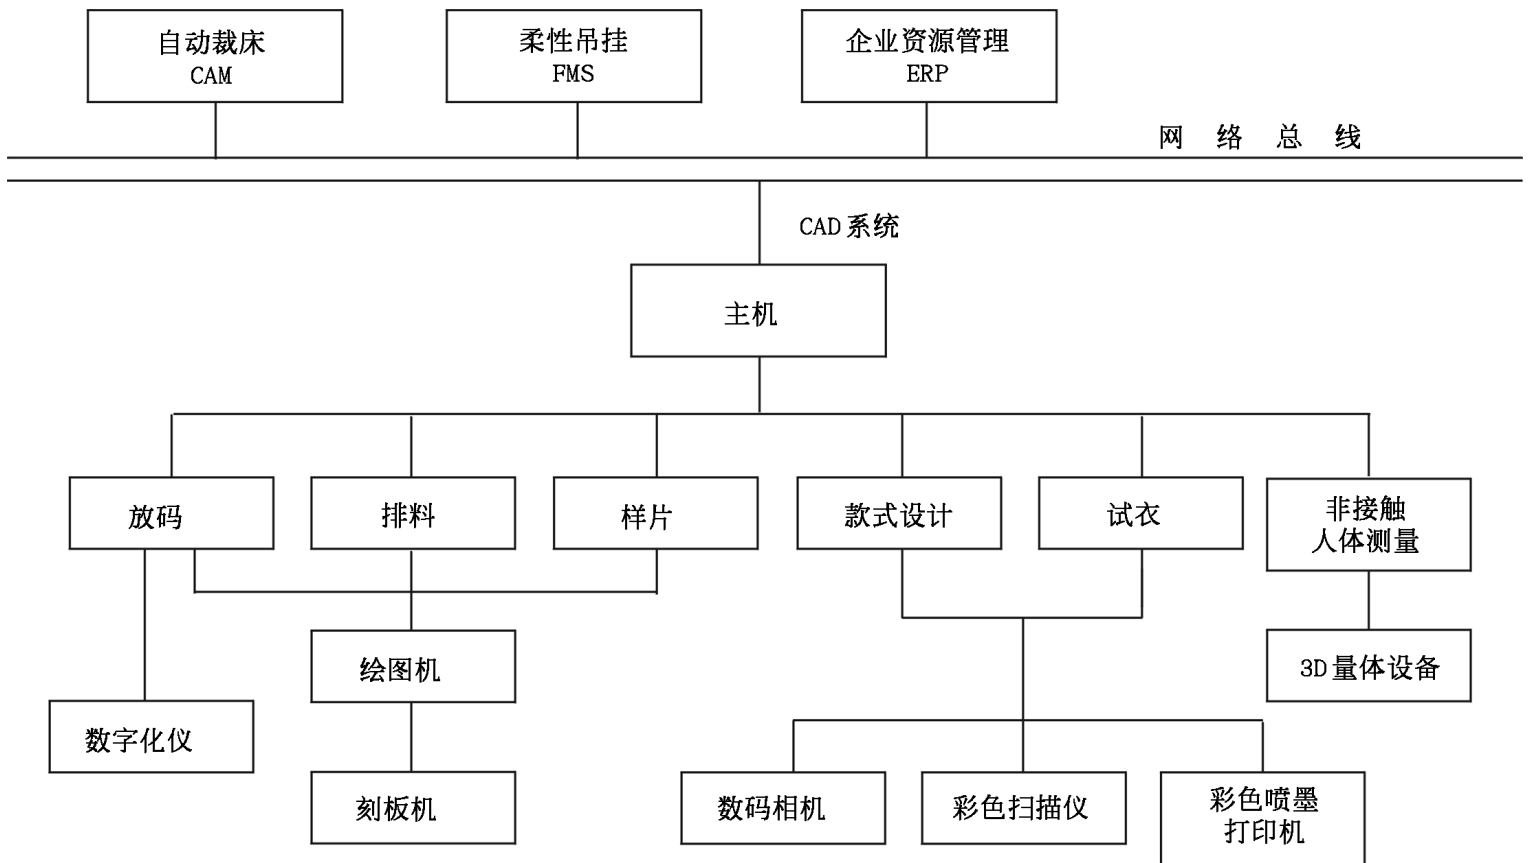 自动裁床
CAM
柔性吊挂
FMS
企业资源管理
ERP
网 络 总 线
CAD系统
主机
放码
排料
样片
款式设计
试衣
非接触
人体测量
绘图机
3D量体设备
数字化仪
刻板机
数码相机
彩色扫描仪
彩色喷墨
打印机